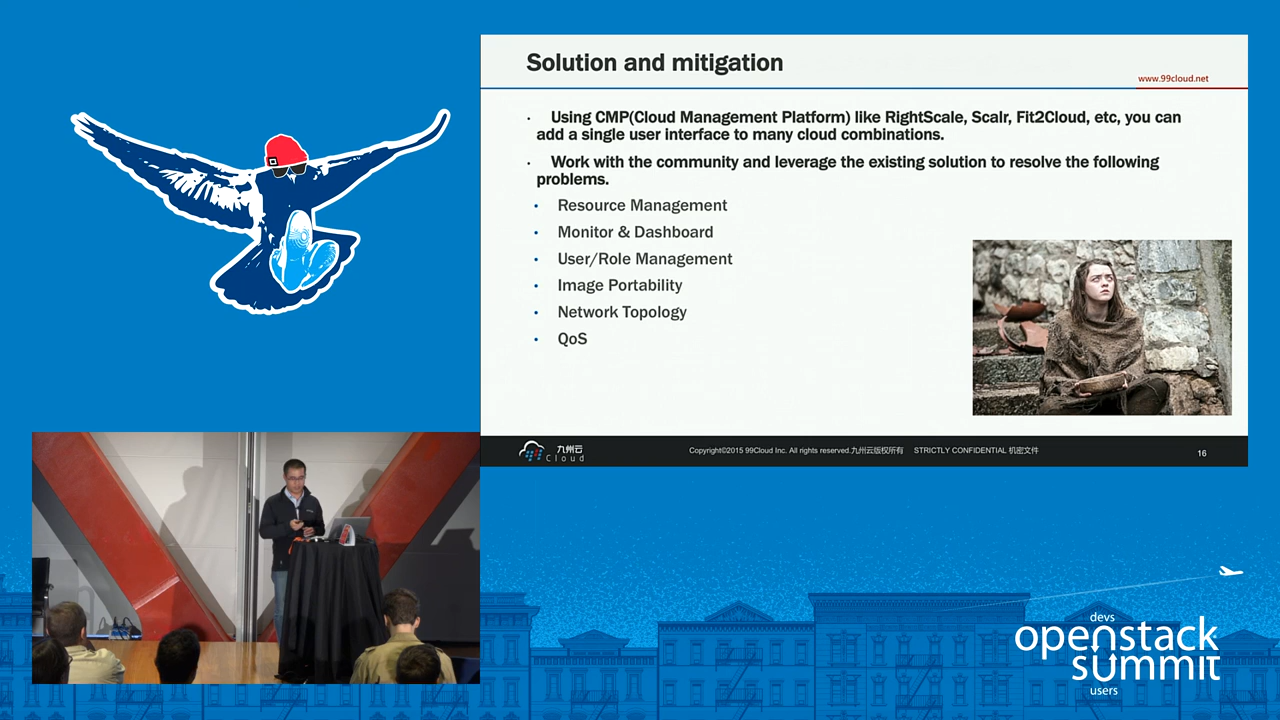 Solution and mitigation
www.99cloud.net
· Using CMP(Cloud Management Platform) like RightScale, Scalr, Fit2Cloud, etc, you can
add a single user interface to many cloud combinations.
· Work with the community and leverage the existing solution to resolve the following
problems.
• Resource Management
• Monitor & Dashboard
• User/Role Management
• Image Portability
• Network Topology
• QoS
九州云
Cloud
Copyright©2015 99Cloud Inc. All rights reserved.九州云版权所有 STRICTLY CONFIDENTIAL 机密文件
16
devs
openstack
summit
users